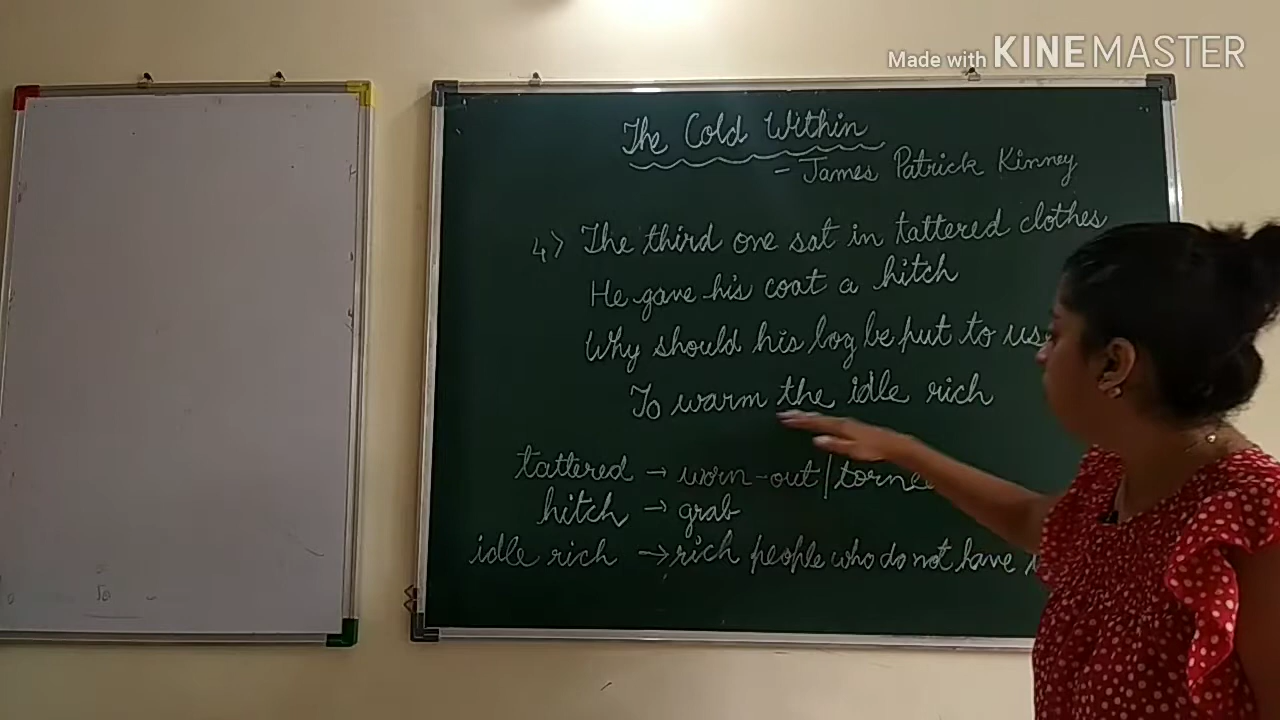 Made with KINEMASTER
The Cold Within
- James Patrick Kinney
4) The third one sat in tattered clothes
He gave his coat a hitch
Why should his log be put to
To warm the idle rich
tattered → worn-out /
hitch → grab
idle rich → rich people who do not have